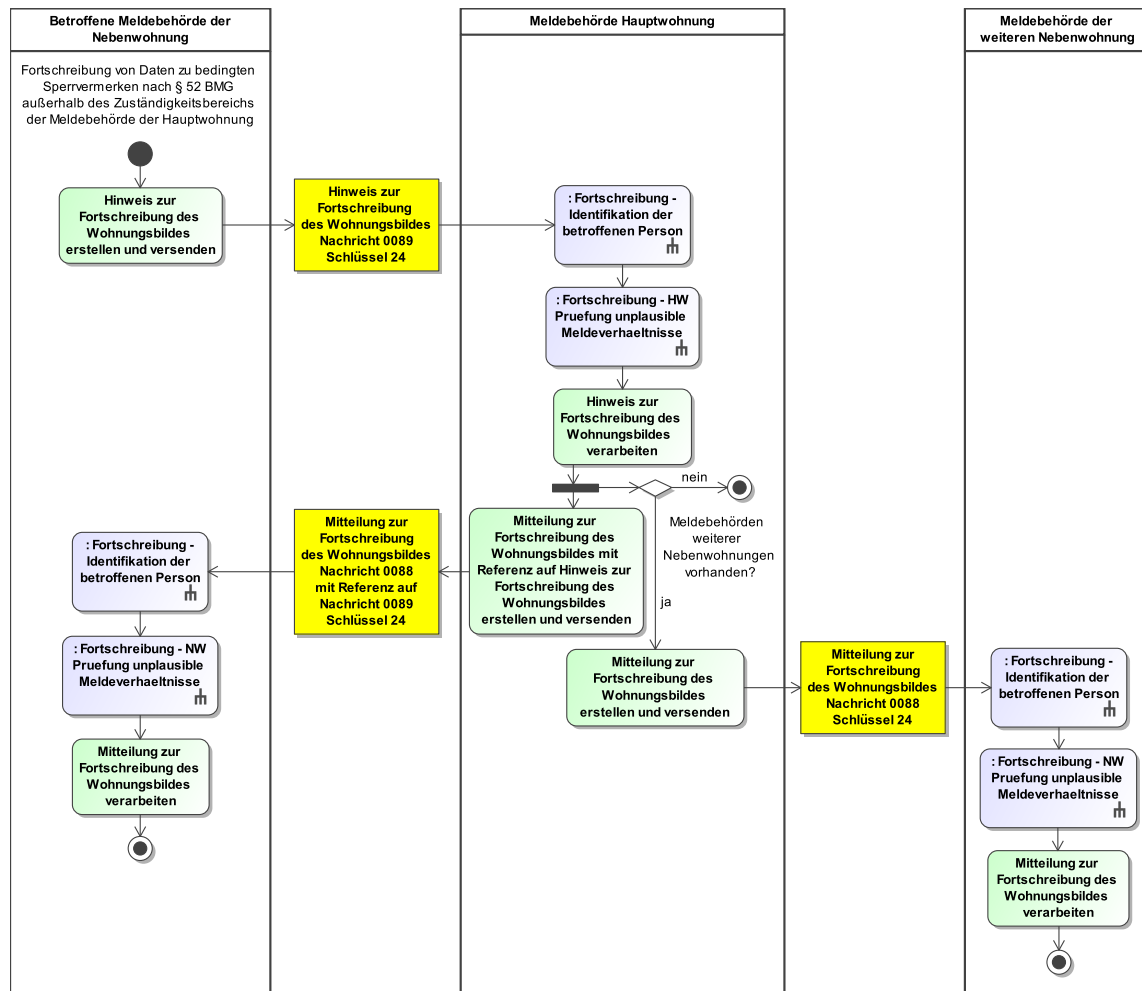 Betroffene Meldebehörde der
Nebenwohnung
Meldebehörde Hauptwohnung
Meldebehörde der
weiteren Nebenwohnung
Fortschreibung von Daten zu bedingten
Sperrvermerken nach § 52 BMG
außerhalb des Zuständigkeitsbereichs
der Meldebehörde der Hauptwohnung
Hinweis zur
Fortschreibung des
Wohnungsbildes
erstellen und versenden
Hinweis zur
Fortschreibung
des Wohnungsbildes
Nachricht 0089
Schlüssel 24
: Fortschreibung -
Identifikation der
betroffenen Person
: Fortschreibung - HW
Pruefung unplausible
Meldeverhaeltnisse
Hinweis zur
Fortschreibung des
Wohnungsbildes
verarbeiten
nein
Meldebehörden
weiterer
Nebenwohnungen
vorhanden?
ja
Mitteilung zur
Fortschreibung des
Wohnungsbildes mit
Referenz auf Hinweis zur
Fortschreibung des
Wohnungsbildes
erstellen und versenden
Mitteilung zur
Fortschreibung
des Wohnungsbildes
Nachricht 0088
mit Referenz auf
Nachricht 0089
Schlüssel 24
: Fortschreibung -
Identifikation der
betroffenen Person
: Fortschreibung - NW
Pruefung unplausible
Meldeverhaeltnisse
Mitteilung zur
Fortschreibung des
Wohnungsbildes
verarbeiten
Mitteilung zur
Fortschreibung des
Wohnungsbildes
erstellen und versenden
Mitteilung zur
Fortschreibung
des Wohnungsbildes
Nachricht 0088
Schlüssel 24
: Fortschreibung -
Identifikation der
betroffenen Person
: Fortschreibung - NW
Pruefung unplausible
Meldeverhaeltnisse
Mitteilung zur
Fortschreibung des
Wohnungsbildes
verarbeiten